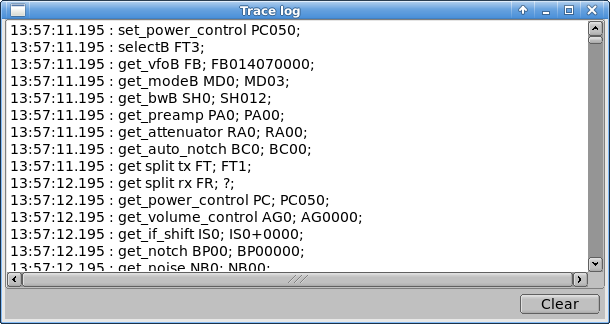 Trace log
13:57:11.195 : set_power_control PC050;
13:57:11.195 : selectB FT3;
13:57:11.195 : get_vfoB FB; FB014070000;
13:57:11.195 : get_modeB MD0; MD03;
13:57:11.195 : get_bwB SH0; SH012;
13:57:11.195 : get_preamp PA0; PA00;
13:57:11.195 : get_attenuator RA0; RA00;
13:57:11.195 : get_auto_notch BC0; BC00;
13:57:11.195 : get split tx FT; FT1;
13:57:12.195 : get split rx FR; ?;
13:57:12.195 : get_power_control PC; PC050;
13:57:12.195 : get_volume_control AG0; AG0000;
13:57:12.195 : get_if_shift IS0; IS0+0000;
13:57:12.195 : get_notch BP00; BP00000;
13:57:12.195 : get_noise NB0; NB00;
Clear